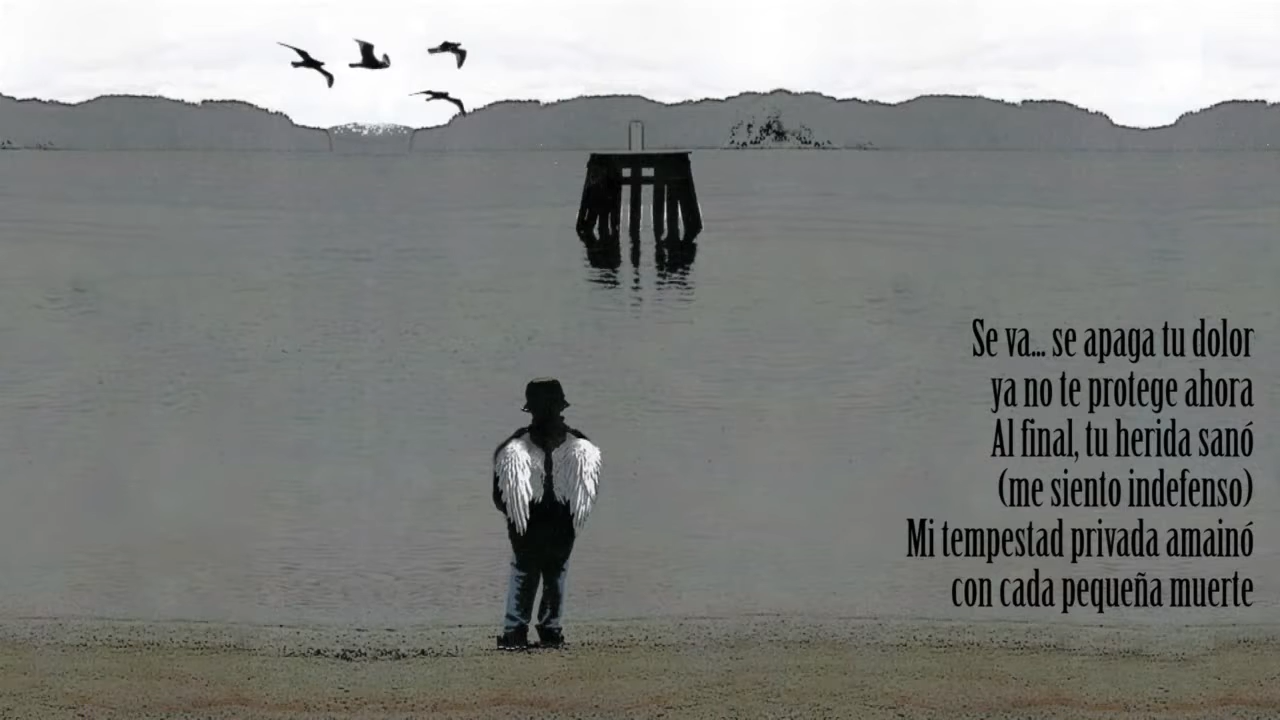 Se va... se apaga tu dolor
ya no te protege ahora
Al final, tu herida sanó
(me siento indefenso)
Mi tempestad privada amainó
con cada pequeña muerte